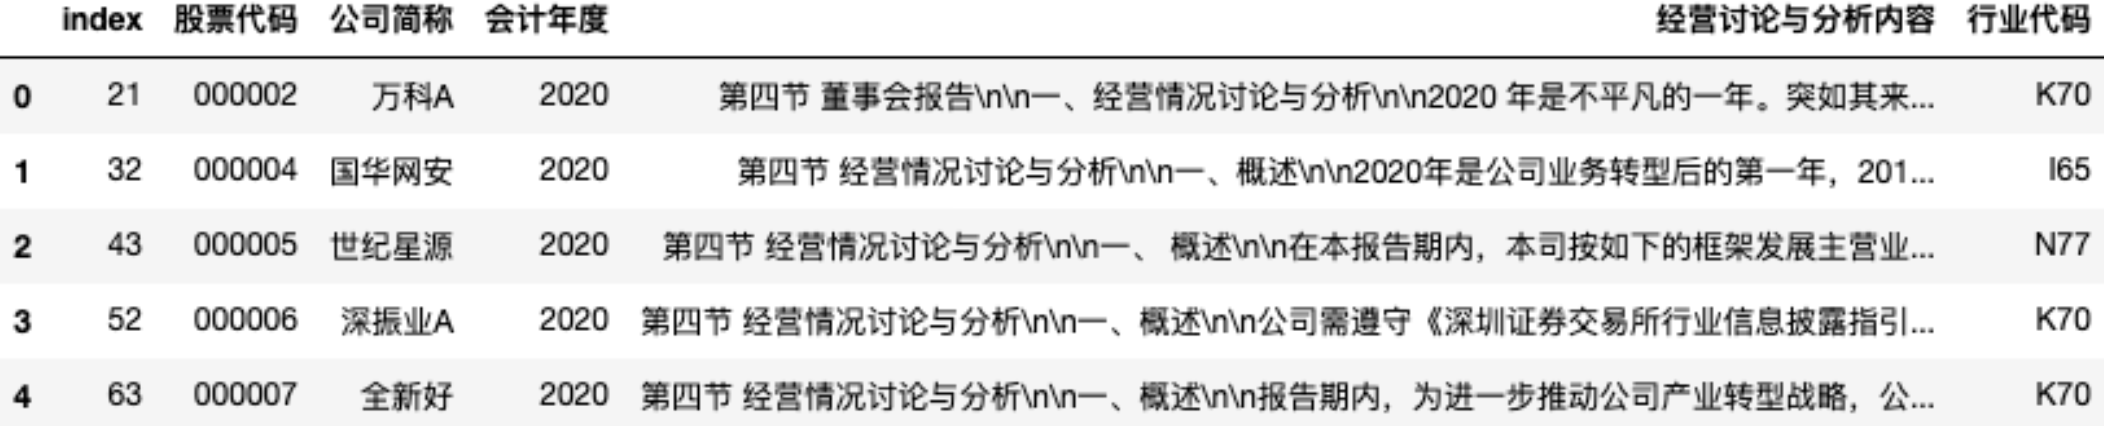 index 股票代码 公司简称 会计年度 经营讨论与分析内容 行业代码
0 21 000002 万科A 2020 第四节 董事会报告\n\n一、经营情况讨论与分析\n\n2020 年是不平凡的一年。突如其来... K70
1 32 000004 国华网安 2020 第四节 经营情况讨论与分析\n\n一、概述\n\n2020年是公司业务转型后的第一年，201... I65
2 43 000005 世纪星源 2020 第四节 经营情况讨论与分析\n\n一、 概述\n\n在本报告期内，本司按如下的框架发展主营业... N77
3 52 000006 深振业A 2020 第四节 经营情况讨论与分析\n\n一、概述\n\n公司需遵守《深圳证券交易所行业信息披露指引... K70
4 63 000007 全新好 2020 第四节 经营情况讨论与分析\n\n一、概述\n\n报告期内，为进一步推动公司产业转型战略，公... K70